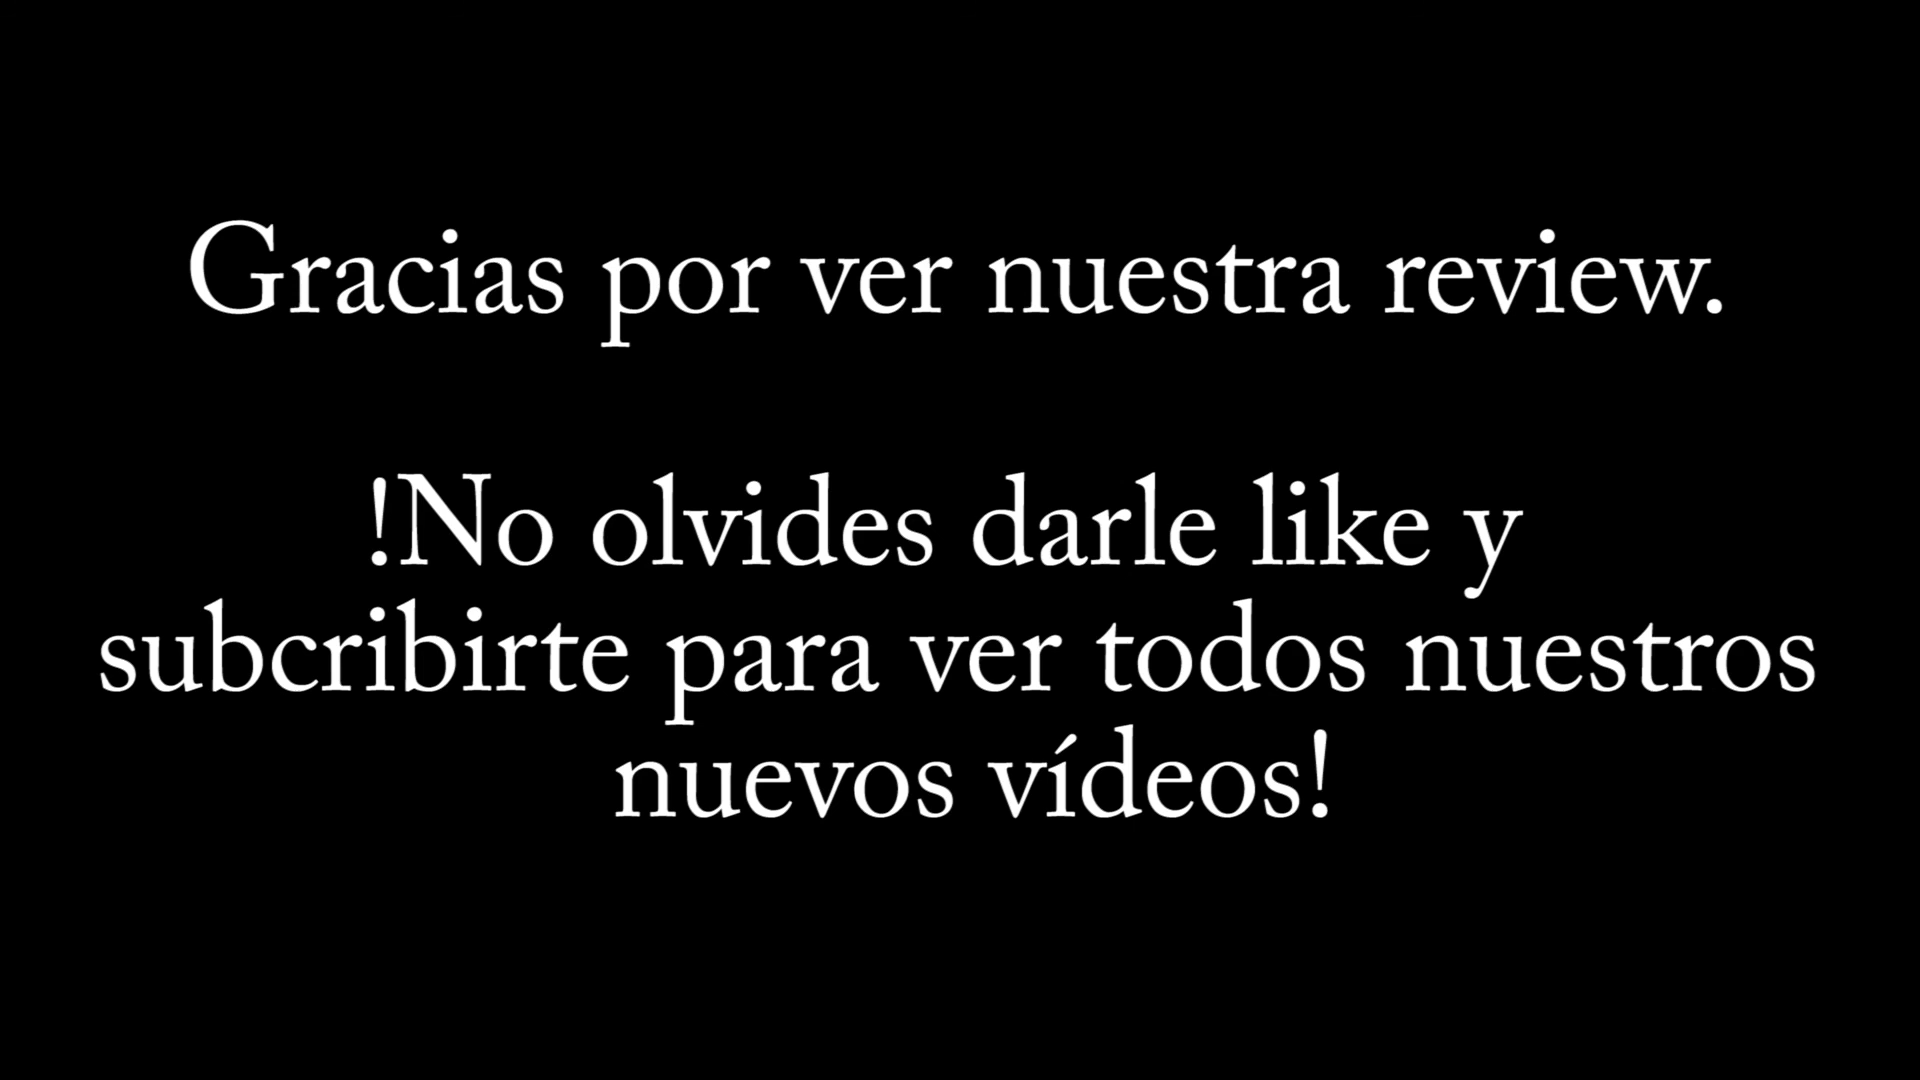 Gracias por ver nuestra review.
!No olvides darle like y
subcribirte para ver todos nuestros
nuevos vídeos!